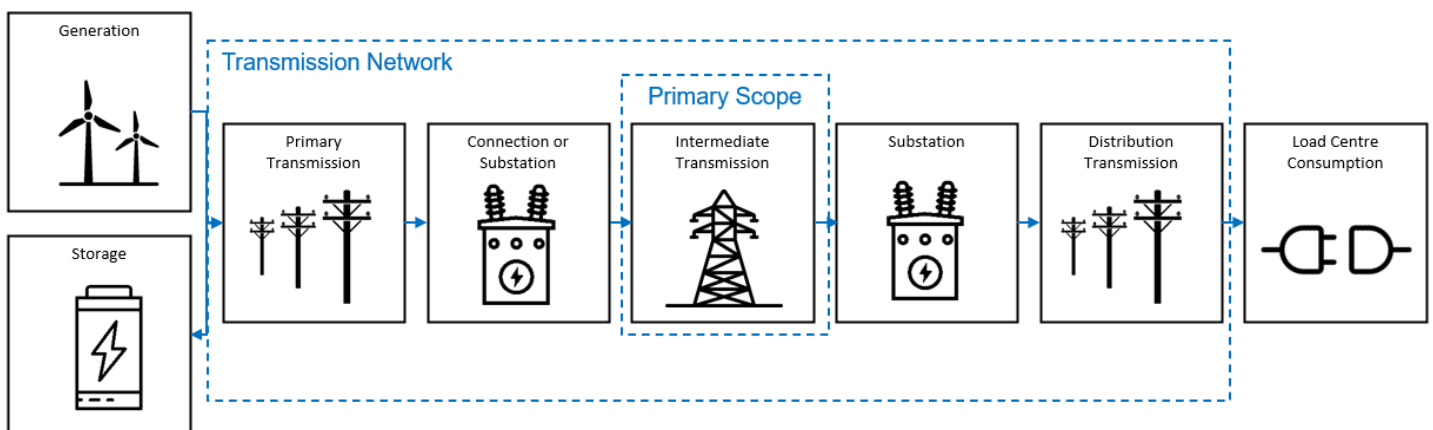 Generation
Transmission Network
Primary Scope
Primary
Transmission
Connection or
Substation
Intermediate
Transmission
Substation
Distribution
Transmission
Load Centre
Consumption
Storage